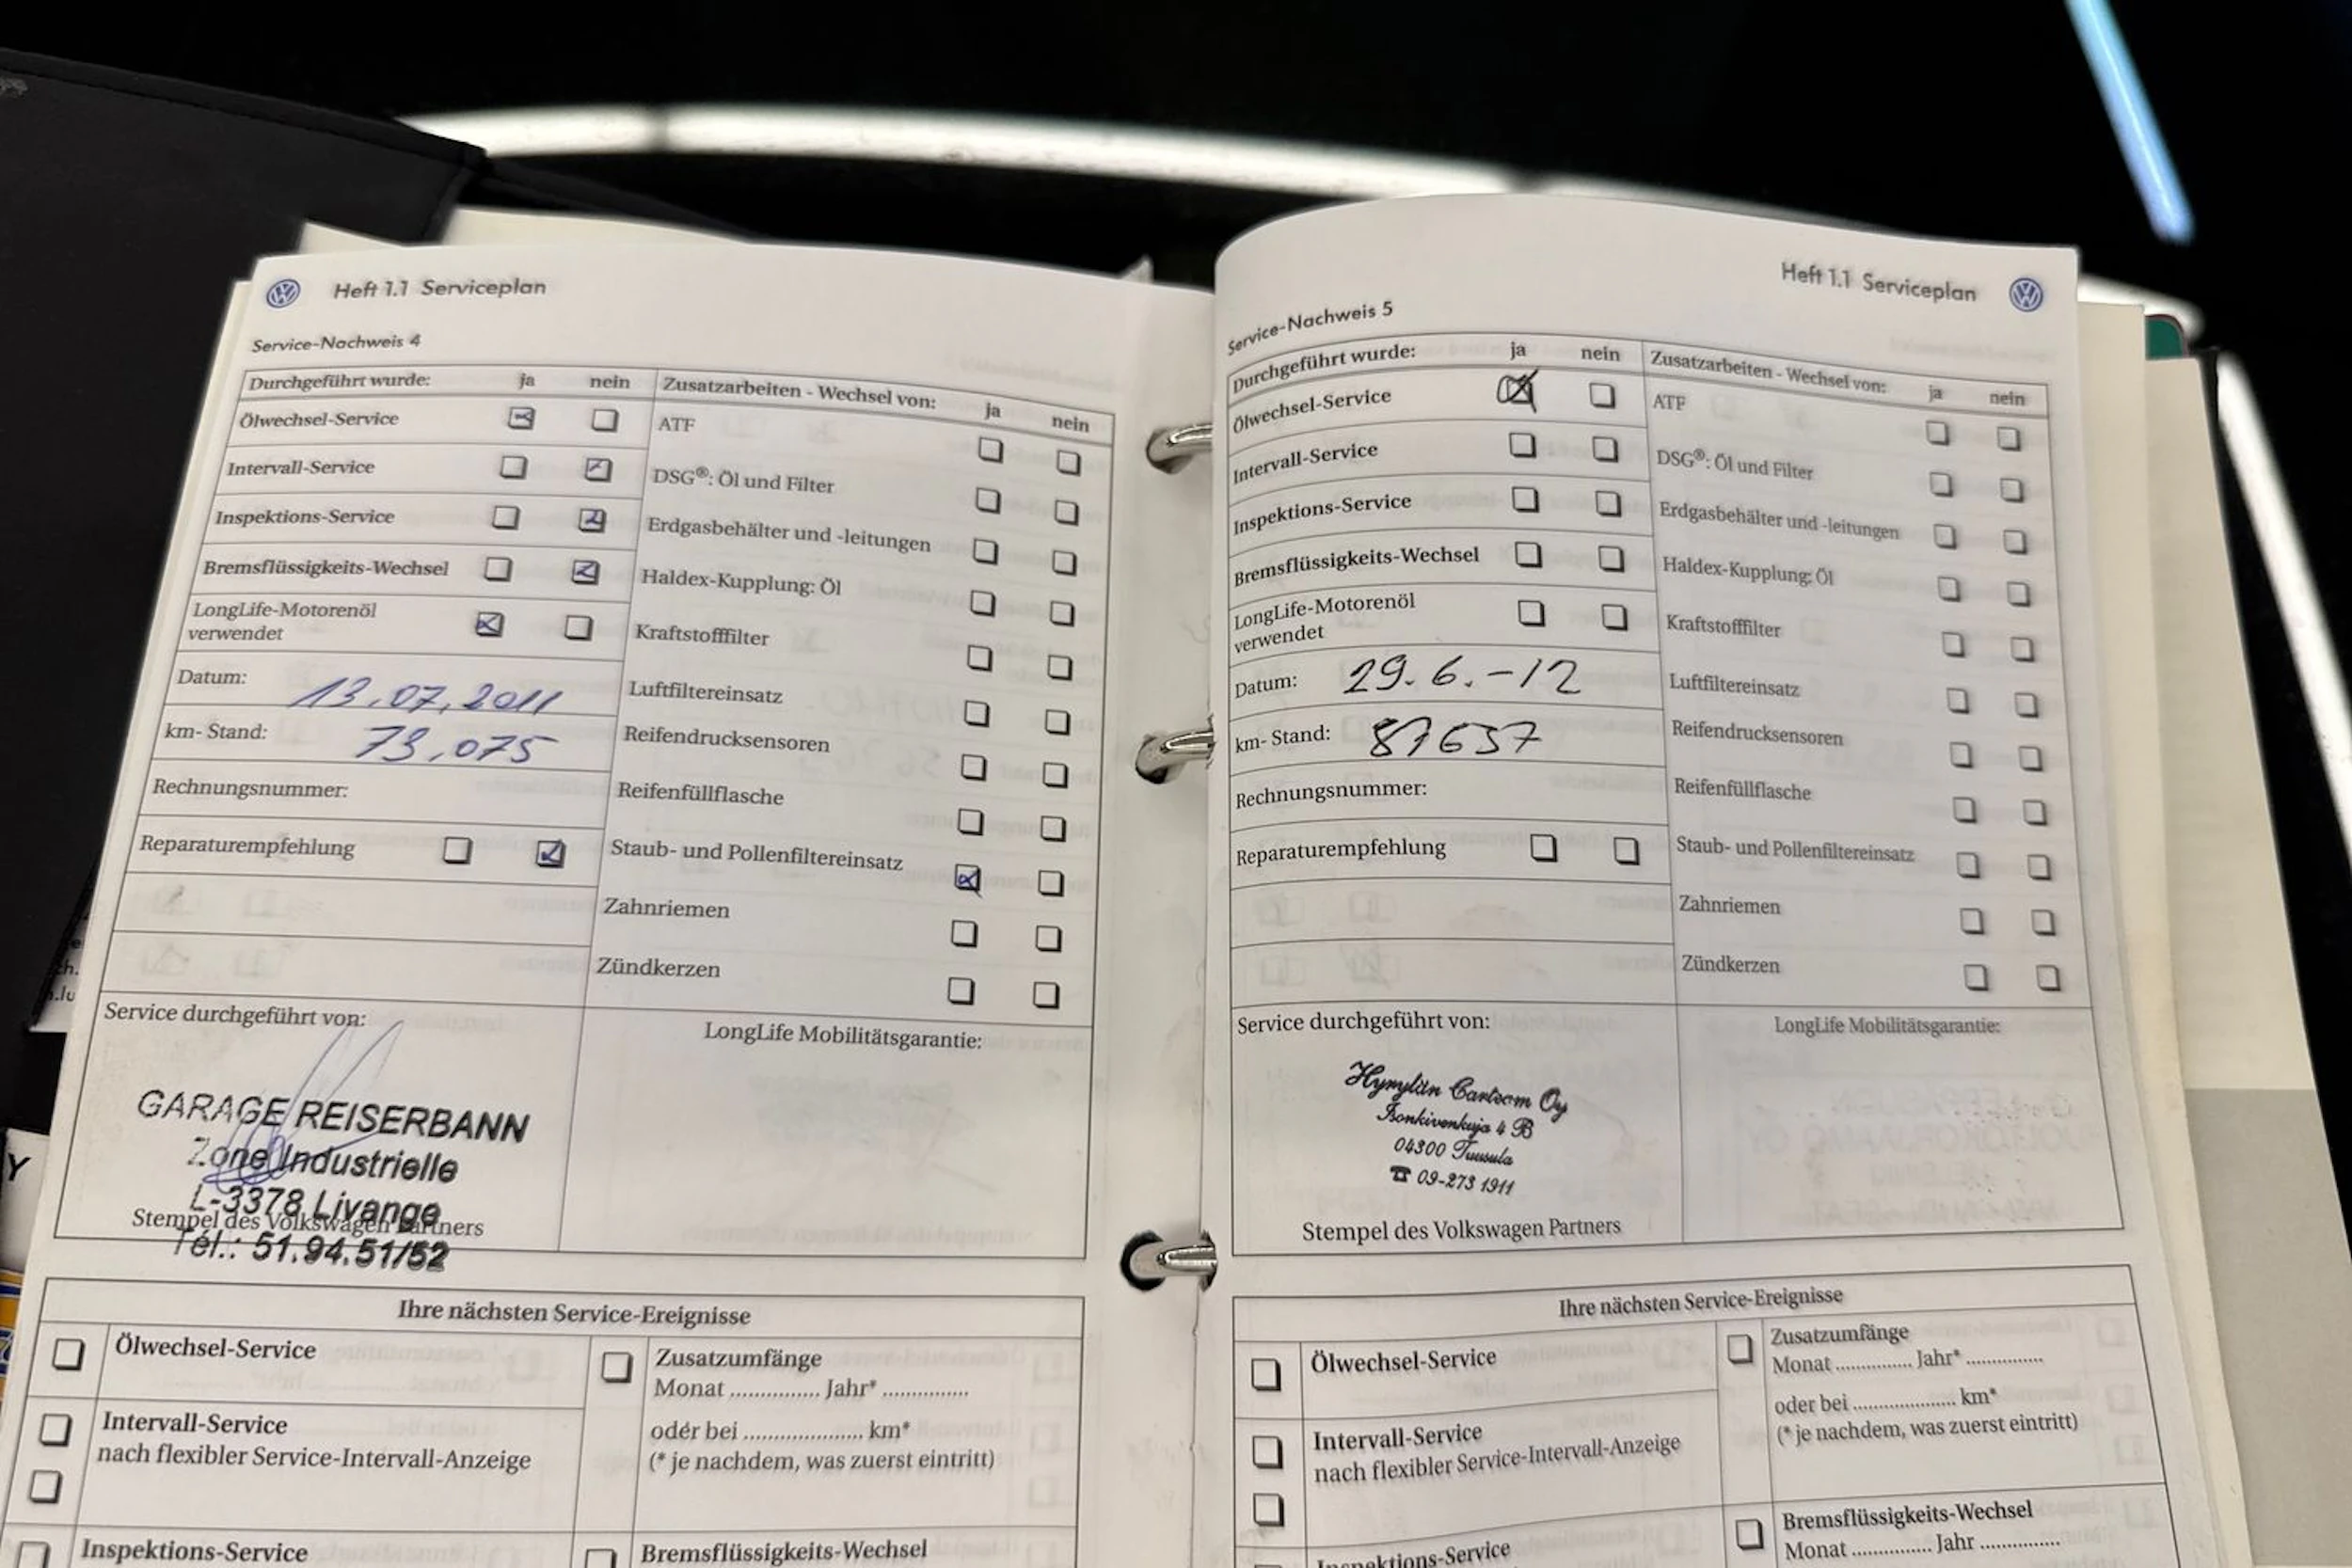 Heft 1.1 Serviceplan
Service-Nachweis 4
Durchgeführt wurde: ja nein
Ölwechsel-Service
Intervall-Service
Inspektions-Service
Bremsflüssigkeits-Wechsel
LongLife-Motorenöl
verwendet
Datum: 13.07.2011
km- Stand: 73.075
Rechnungsnummer:
Reparaturempfehlung
Zusatzarbeiten - Wechsel von: ja nein
ATF
DSG®: Öl und Filter
Erdgasbehälter und -leitungen
Haldex-Kupplung: Öl
Kraftstofffilter
Luftfiltereinsatz
Reifendrucksensoren
Reifenfüllflasche
Staub- und Pollenfiltereinsatz
Zahnriemen
Zündkerzen
Service durchgeführt von:
GARAGE REISERBANN
Zone Industrielle
L-3378 Livange
Stempel des Volkswagen Partners
Tél.: 51.94.51/52
LongLife Mobilitätsgarantie:
Ihre nächsten Service-Ereignisse
Ölwechsel-Service
Intervall-Service
nach flexibler Service-Intervall-Anzeige
Inspektions-Service
Zusatzumfänge
Monat ............... Jahr* ...............
oder bei .................... km*
(* je nachdem, was zuerst eintritt)
Bremsflüssigkeits-Wechsel
Heft 1.1 Serviceplan
Service-Nachweis 5
Durchgeführt wurde: ja nein
Ölwechsel-Service
Intervall-Service
Inspektions-Service
Bremsflüssigkeits-Wechsel
LongLife-Motorenöl
verwendet
Datum: 29.6.-12
km- Stand: 87657
Rechnungsnummer:
Reparaturempfehlung
Zusatzarbeiten - Wechsel von: ja nein
ATF
DSG®: Öl und Filter
Erdgasbehälter und -leitungen
Haldex-Kupplung: Öl
Kraftstofffilter
Luftfiltereinsatz
Reifendrucksensoren
Reifenfüllflasche
Staub- und Pollenfiltereinsatz
Zahnriemen
Zündkerzen
Service durchgeführt von:
Hyrylän Oy
4 B
04300 Tuusula
☎ 09-273 1911
Stempel des Volkswagen Partners
LongLife Mobilitätsgarantie:
Ihre nächsten Service-Ereignisse
Ölwechsel-Service
Intervall-Service
nach flexibler Service-Intervall-Anzeige
Inspektions-Service
Zusatzumfänge
Monat ............... Jahr* ...............
oder bei .................... km*
(* je nachdem, was zuerst eintritt)
Bremsflüssigkeits-Wechsel
Monat ............... Jahr ...............